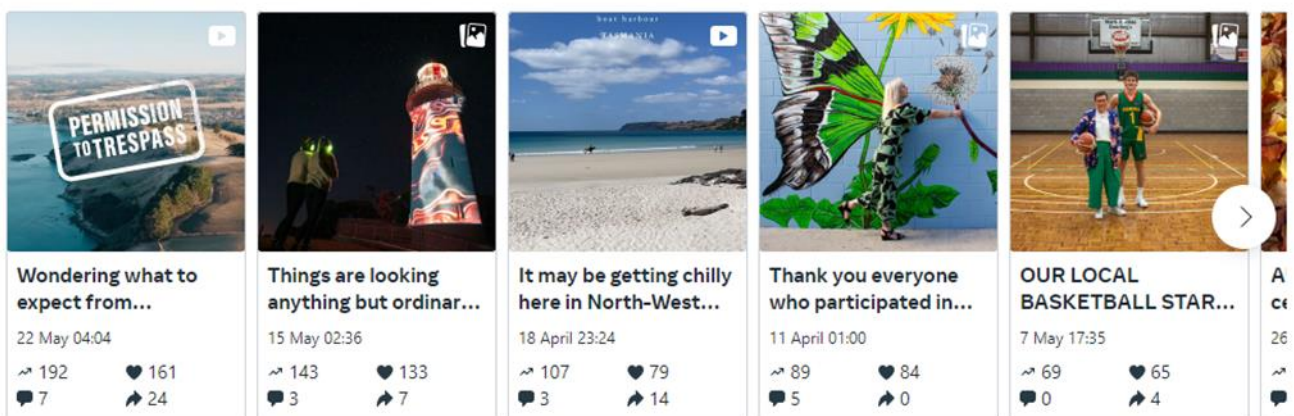 PERMISSION
TO TRESPASS
Wondering what to
expect from...
22 May 04:04
192 161
7 24
Things are looking
anything but ordinar...
15 May 02:36
143 133
3 7
boat harbour
TASMANIA
It may be getting chilly
here in North-West...
18 April 23:24
107 79
3 14
Thank you everyone
who participated in...
11 April 01:00
89 84
5 0
OUR LOCAL
BASKETBALL STAR...
7 May 17:35
69 65
0 4
A
ce
26